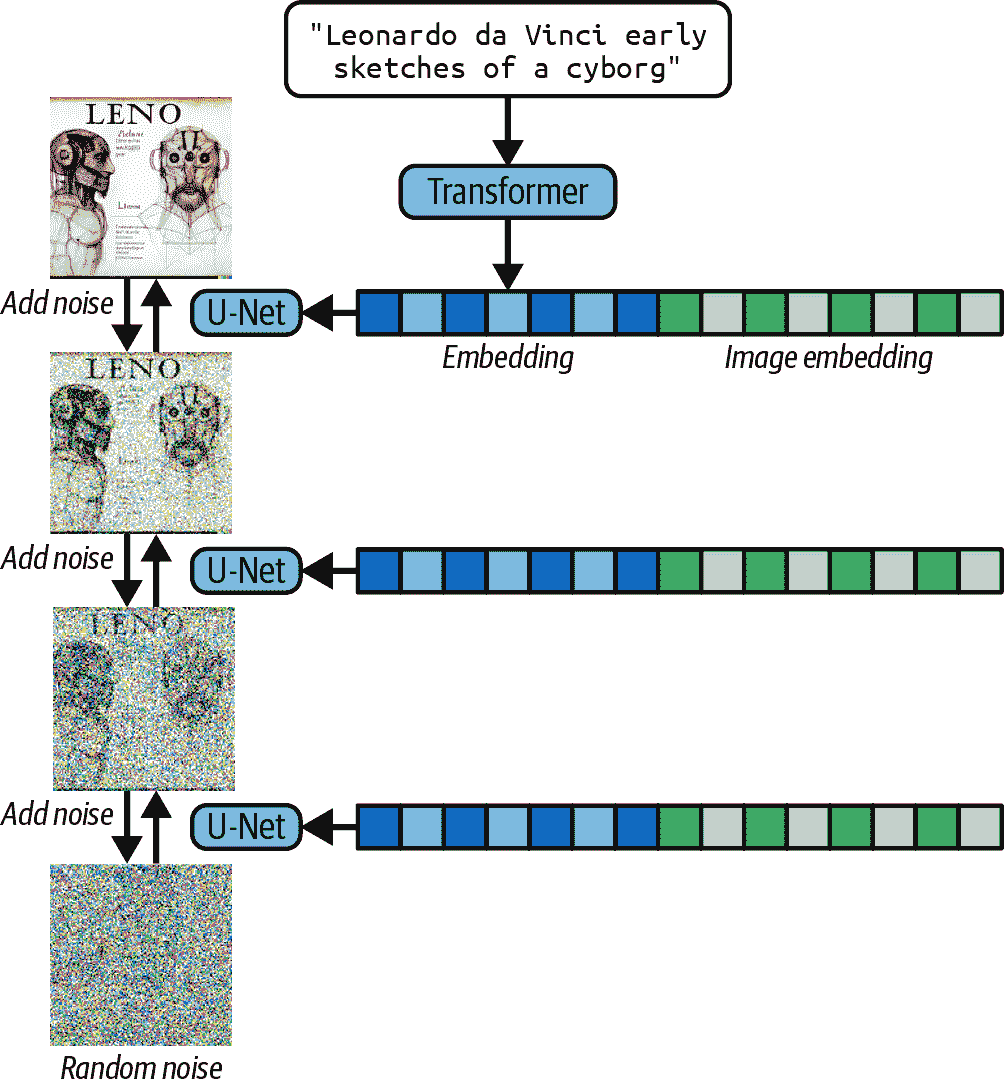 "Leonardo da Vinci early
sketches of a cyborg"
LENO
Transformer
Add noise
U-Net
Embedding
Image embedding
LENO
Add noise
U-Net
LENO
Add noise
U-Net
Random noise